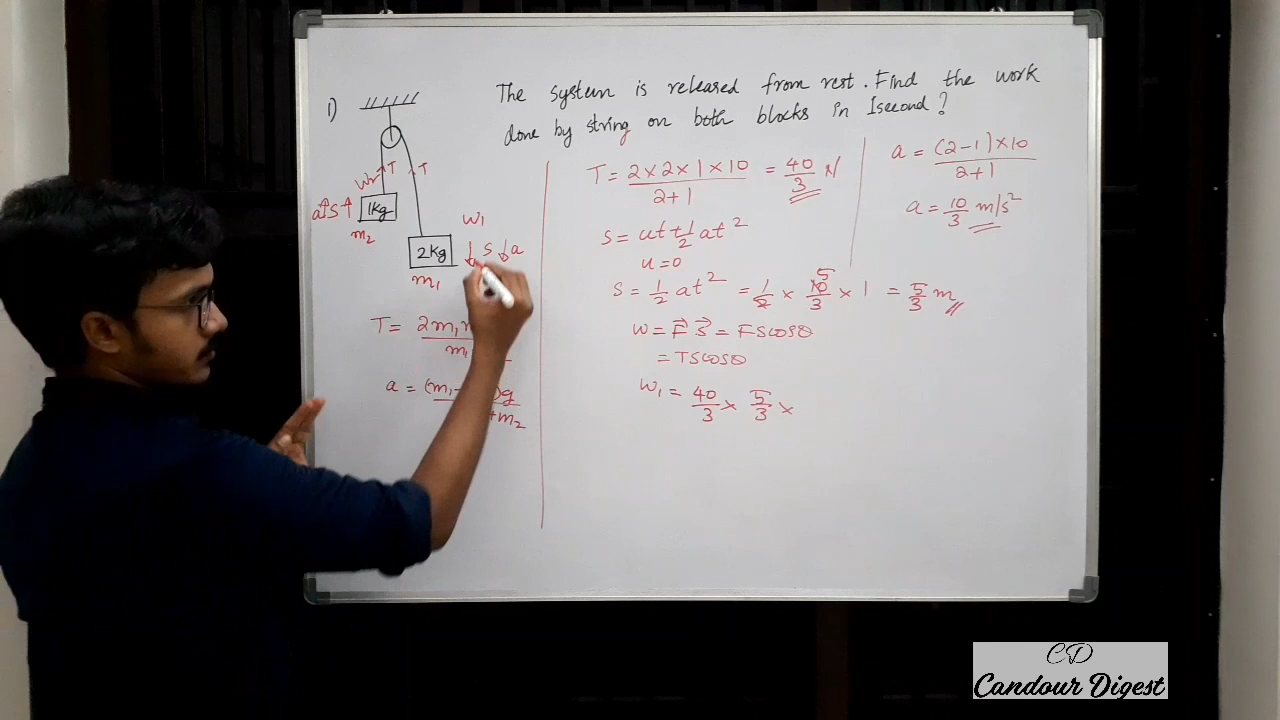 1)
The system is released from rest. Find the work
done by string on both blocks in 1second?
T T
a S 1Kg
m₂
W₁
2Kg S a
m₁
T = 2m₁
m₁
a = (m₁- )g
+m₂
T = 2×2×1×10 / 2+1 = 40/3 N
S = ut+1/2 at²
u=0
S = 1/2 at² = 1/2 × 10/3 × 1 = 5/3 m
5
W = F⃗ S⃗ = FScosθ
= TScosθ
W₁ = 40/3 × 5/3 ×
a = (2-1)×10 / 2+1
a = 10/3 m/s²
CD
Candour Digest